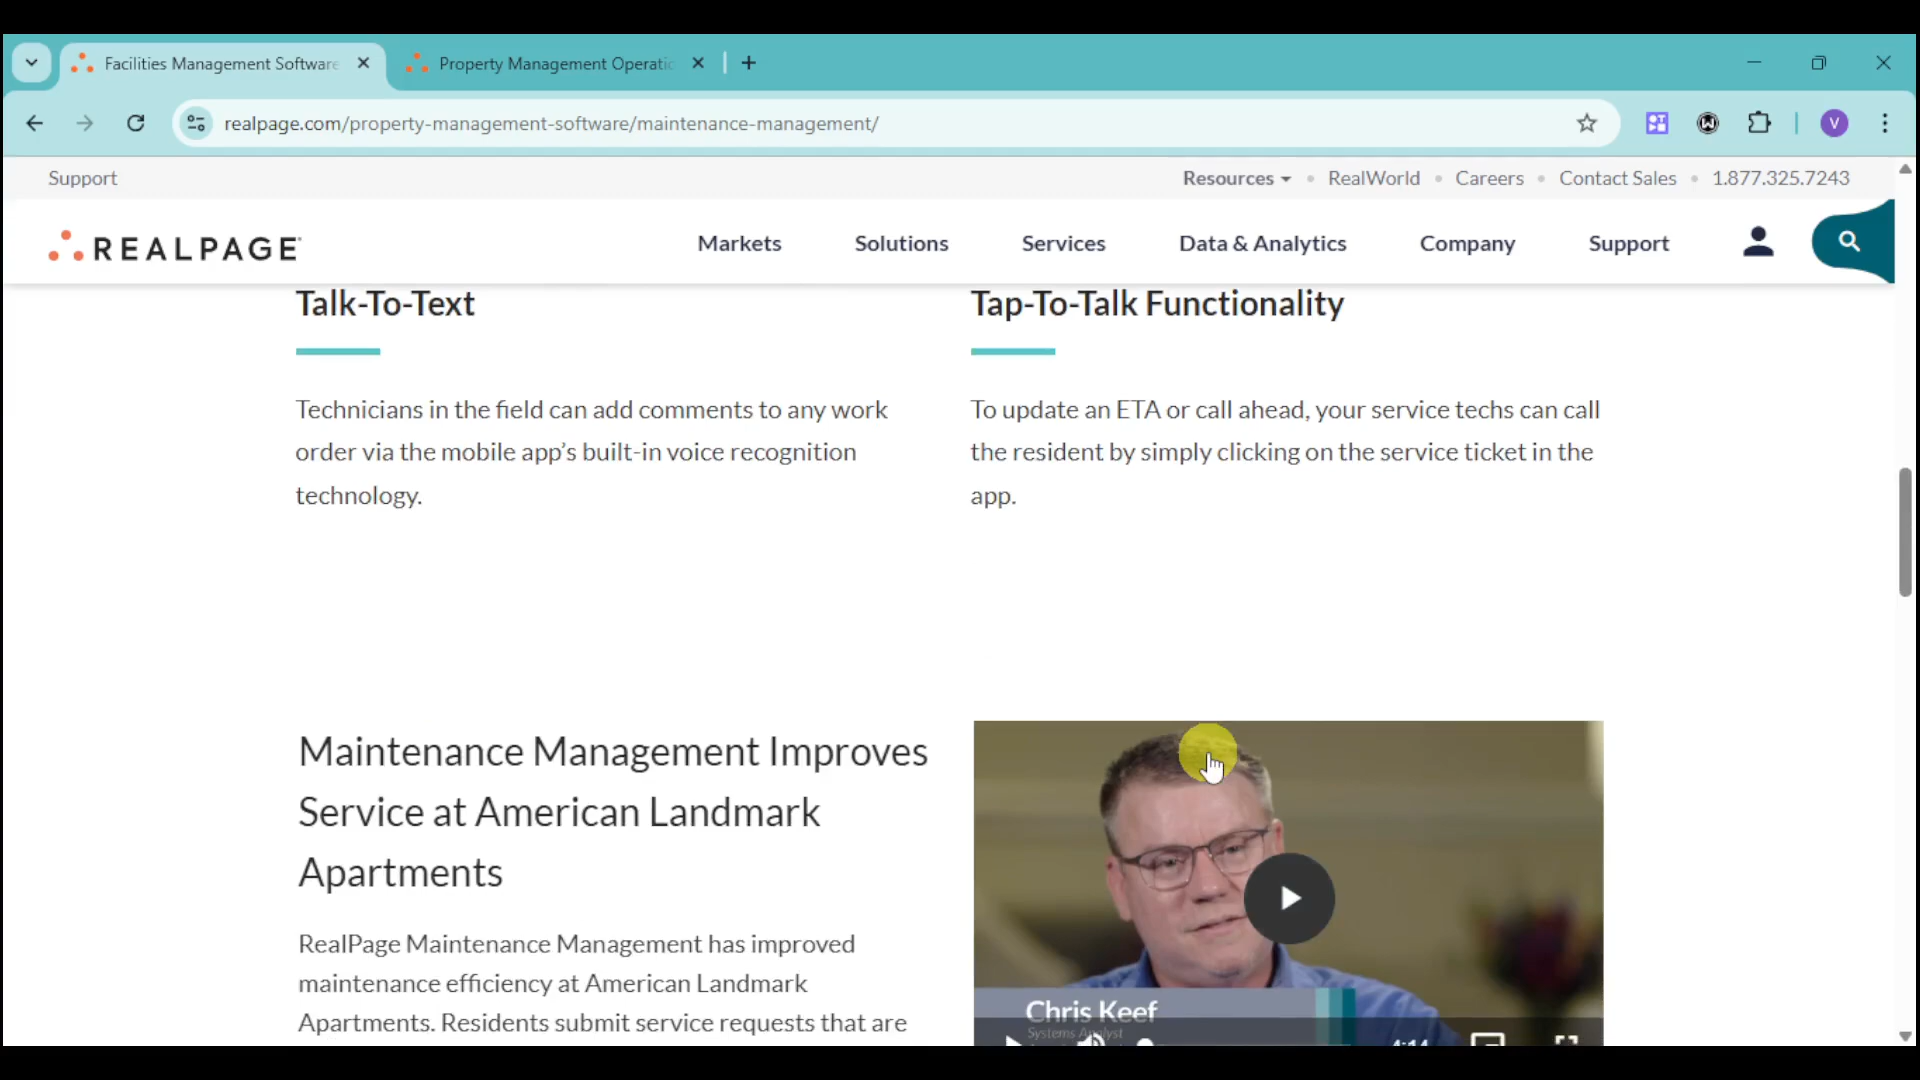 Facilities Management Software
Property Management Operatio
realpage.com/property-management-software/maintenance-management/
V
Support
Resources
RealWorld
Careers
Contact Sales
1.877.325.7243
REALPAGE
Markets
Solutions
Services
Data & Analytics
Company
Support
Talk-To-Text
Technicians in the field can add comments to any work
order via the mobile app’s built-in voice recognition
technology.
Tap-To-Talk Functionality
To update an ETA or call ahead, your service techs can call
the resident by simply clicking on the service ticket in the
app.
Maintenance Management Improves
Service at American Landmark
Apartments
RealPage Maintenance Management has improved
maintenance efficiency at American Landmark
Apartments. Residents submit service requests that are
Chris Keef
Systems Analyst
4:14